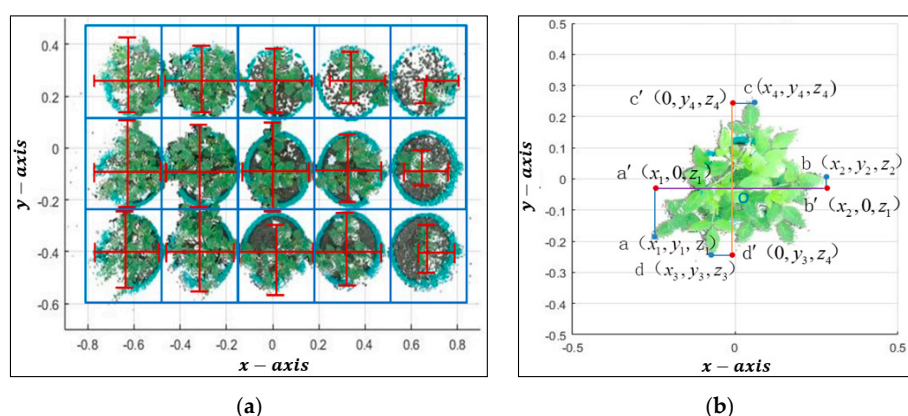 0.4
0.2
0
-0.2
-0.4
-0.6
y – axis
-0.8 -0.6 -0.4 -0.2 0 0.2 0.4 0.6 0.8
x – axis
(a)
0.5
0.4
0.3
0.2
0.1
0
-0.1
-0.2
-0.3
-0.4
-0.5
y – axis
c′ (0, y₄, z₄) c (x₄, y₄, z₄)
a′ (x₁, 0, z₁) b (x₂, y₂, z₂)
o
b′ (x₂, 0, z₁)
a (x₁, y₁, z₁) d′ (0, y₃, z₄)
d (x₃, y₃, z₃)
-0.5 0 0.5
x – axis
(b)